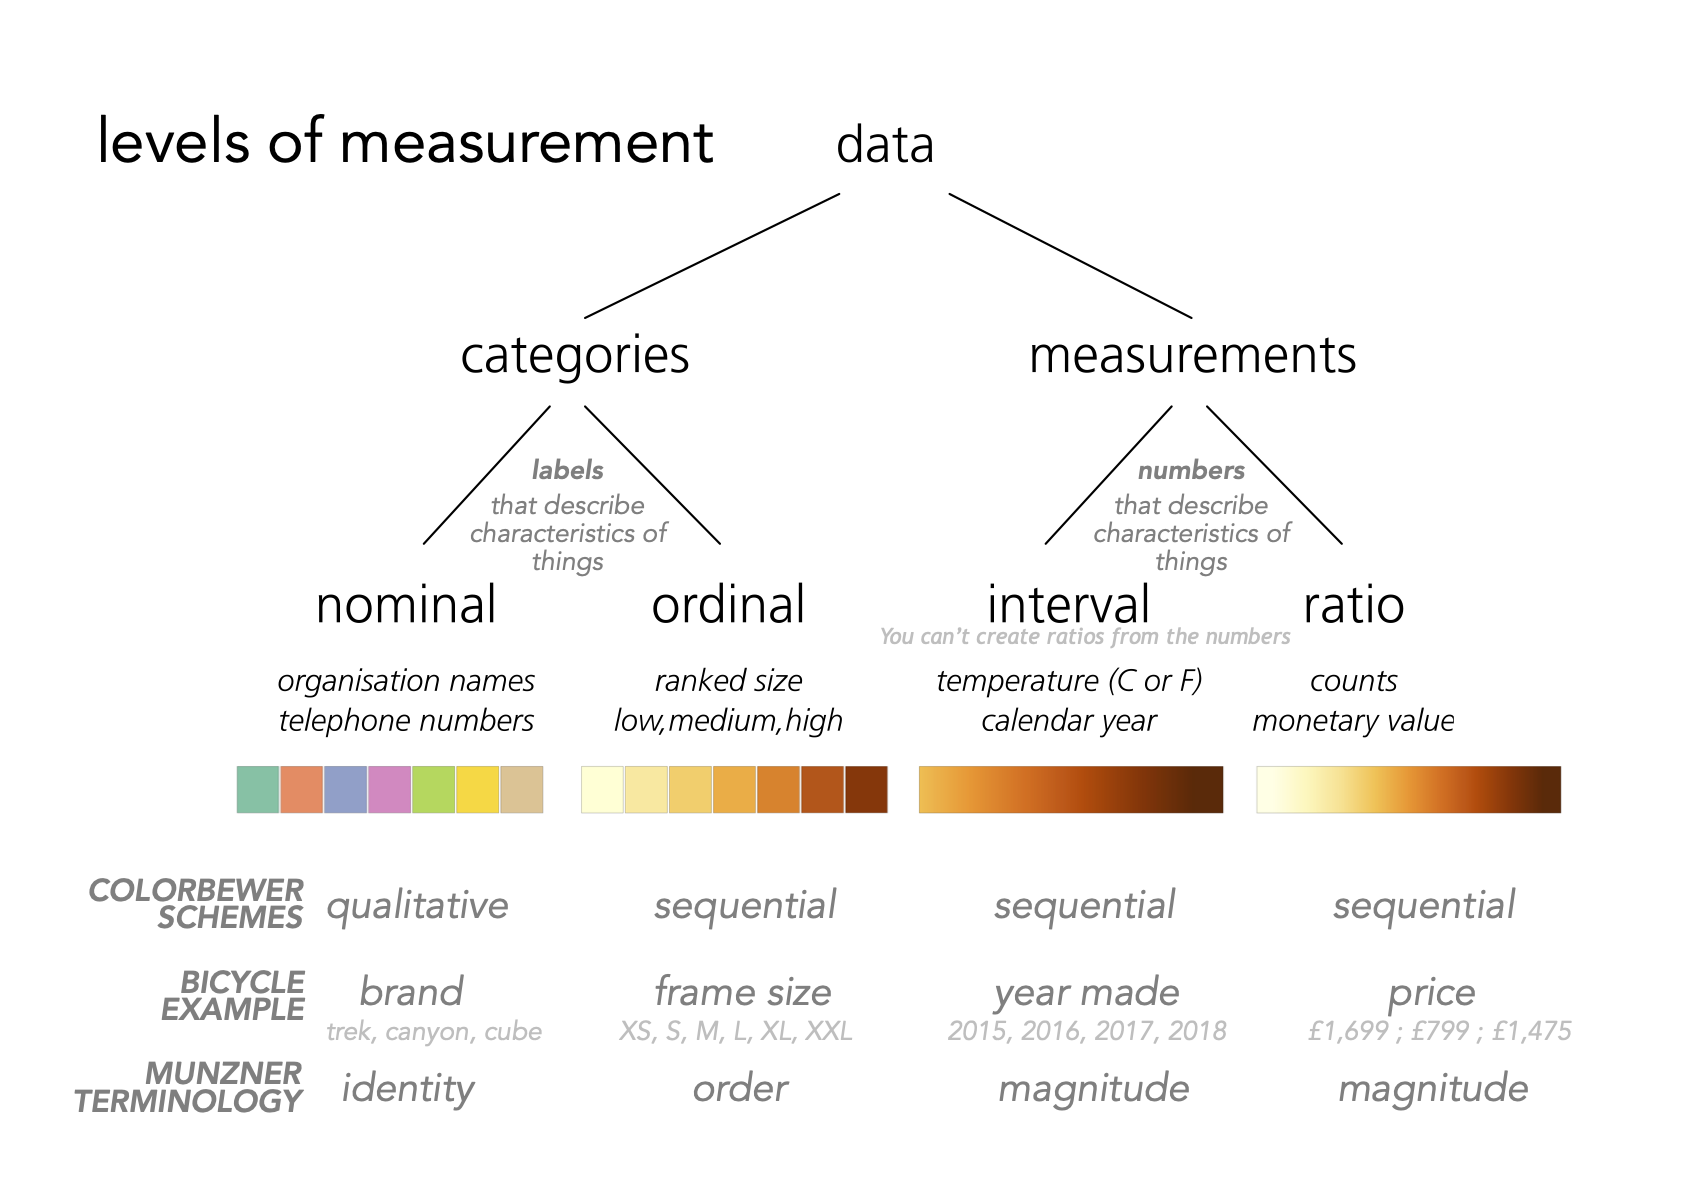 levels of measurement
data
categories
measurements
labels
that describe
characteristics of
things
numbers
that describe
characteristics of
things
nominal
ordinal
interval
ratio
You can't create ratios from the numbers
organisation names
telephone numbers
ranked size
low,medium,high
temperature (C or F)
calendar year
counts
monetary value
COLORBEWER
SCHEMES
qualitative
sequential
sequential
sequential
BICYCLE
EXAMPLE
brand
trek, canyon, cube
frame size
XS, S, M, L, XL, XXL
year made
2015, 2016, 2017, 2018
price
£1,699 ; £799 ; £1,475
MUNZNER
TERMINOLOGY
identity
order
magnitude
magnitude